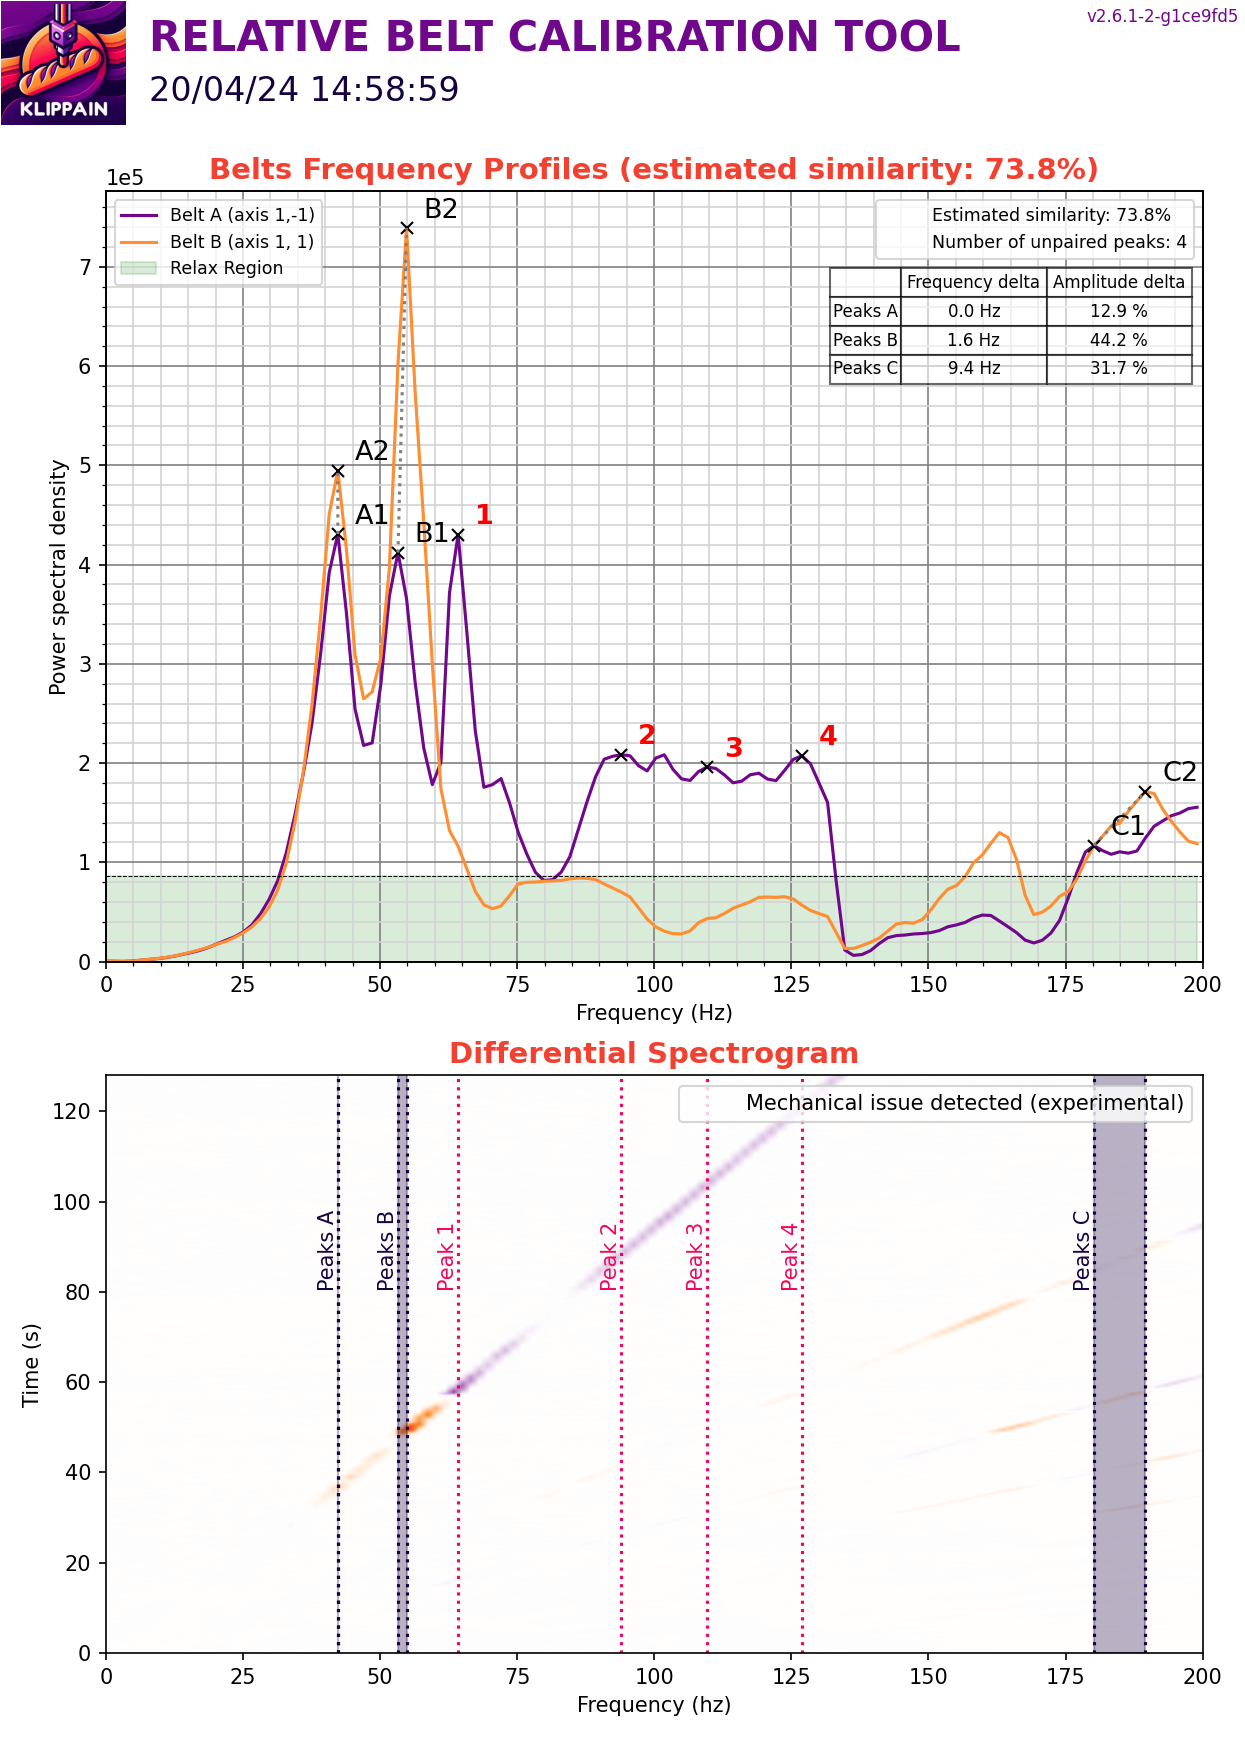 v2.6.1-2-g1ce9fd5
RELATIVE BELT CALIBRATION TOOL
20/04/24 14:58:59
KLIPPAIN
Belts Frequency Profiles (estimated similarity: 73.8%)
1e5
Belt A (axis 1,-1)
Belt B (axis 1, 1)
Relax Region
Estimated similarity: 73.8%
Number of unpaired peaks: 4
Frequency delta Amplitude delta
Peaks A 0.0 Hz 12.9 %
Peaks B 1.6 Hz 44.2 %
Peaks C 9.4 Hz 31.7 %
B2
A2
A1
B1
1
2
3
4
C2
C1
Power spectral density
7
6
5
4
3
2
1
0
0 25 50 75 100 125 150 175 200
Frequency (Hz)
Differential Spectrogram
Mechanical issue detected (experimental)
Peaks A
Peaks B
Peak 1
Peak 2
Peak 3
Peak 4
Peaks C
Time (s)
120
100
80
60
40
20
0
0 25 50 75 100 125 150 175 200
Frequency (hz)